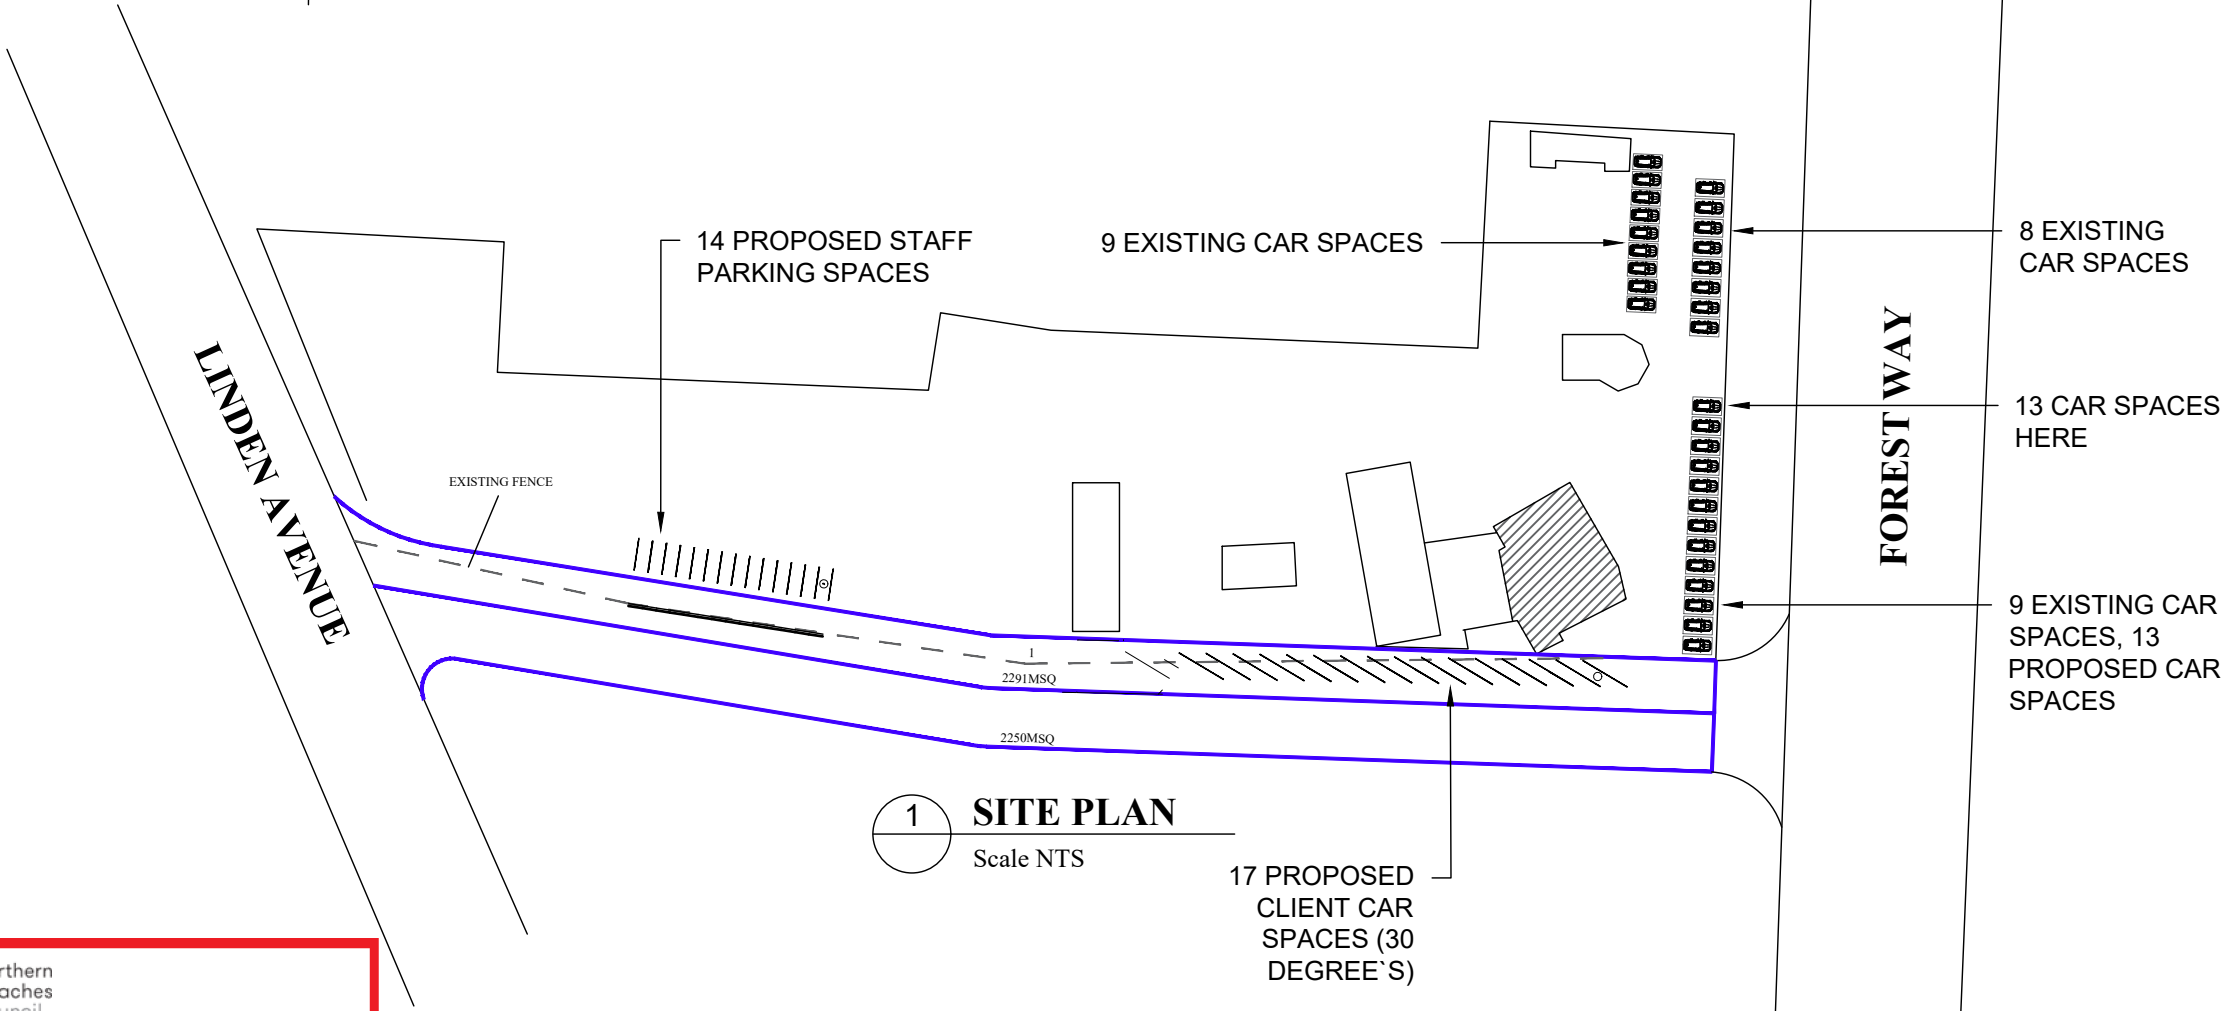 14 PROPOSED STAFF
PARKING SPACES
9 EXISTING CAR SPACES
8 EXISTING
CAR SPACES
LINDEN AVENUE
FOREST WAY
13 CAR SPACES
HERE
EXISTING FENCE
9 EXISTING CAR
SPACES, 13
PROPOSED CAR
SPACES
1
2291MSQ
2250MSQ
1
SITE PLAN
Scale NTS
17 PROPOSED
CLIENT CAR
SPACES (30
DEGREE`S)
rthern
aches